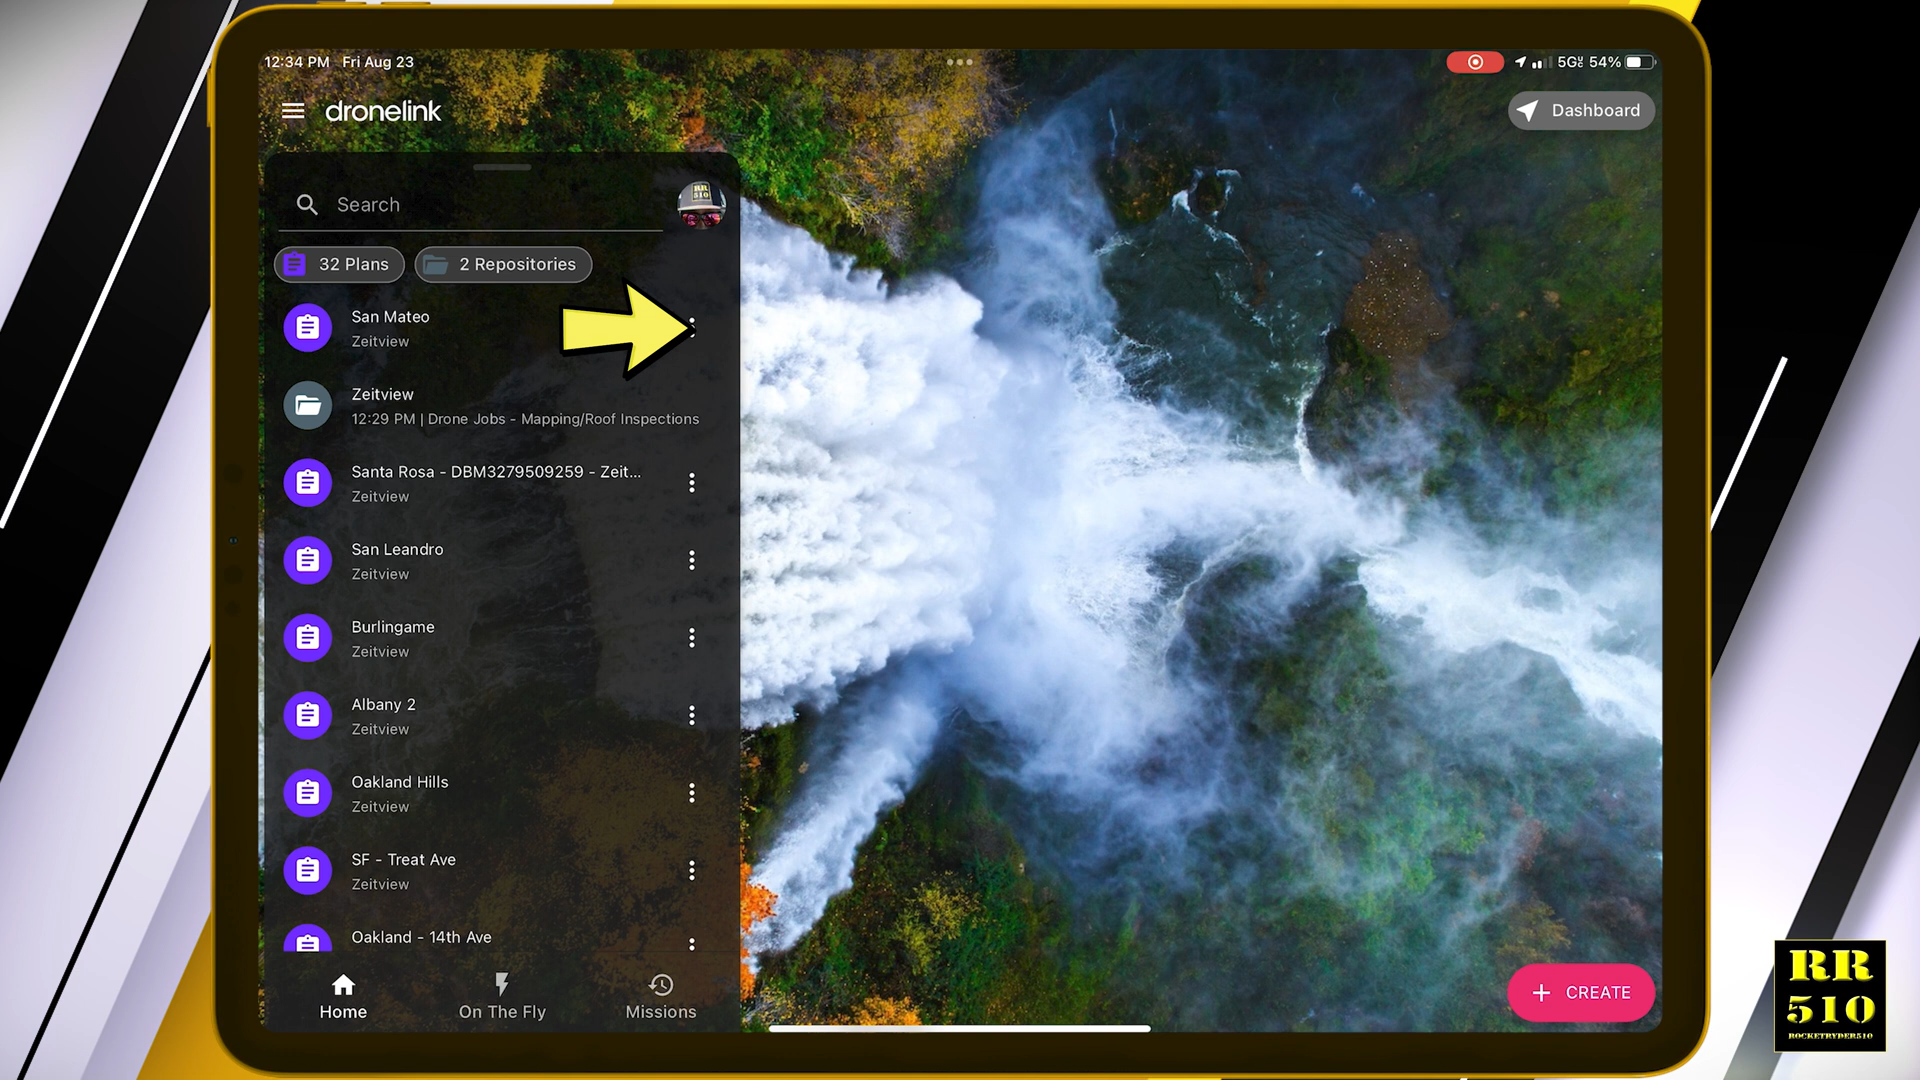 12:34 PM Fri Aug 23
5G 54%
dronelink
Dashboard
Search
RR
510
32 Plans
2 Repositories
San Mateo
Zeitview
Zeitview
12:29 PM | Drone Jobs - Mapping/Roof Inspections
Santa Rosa - DBM3279509259 - Zeit...
Zeitview
San Leandro
Zeitview
Burlingame
Zeitview
Albany 2
Zeitview
Oakland Hills
Zeitview
SF - Treat Ave
Zeitview
Oakland - 14th Ave
Home
On The Fly
Missions
+ CREATE
RR
510
ROCKETRYDER510